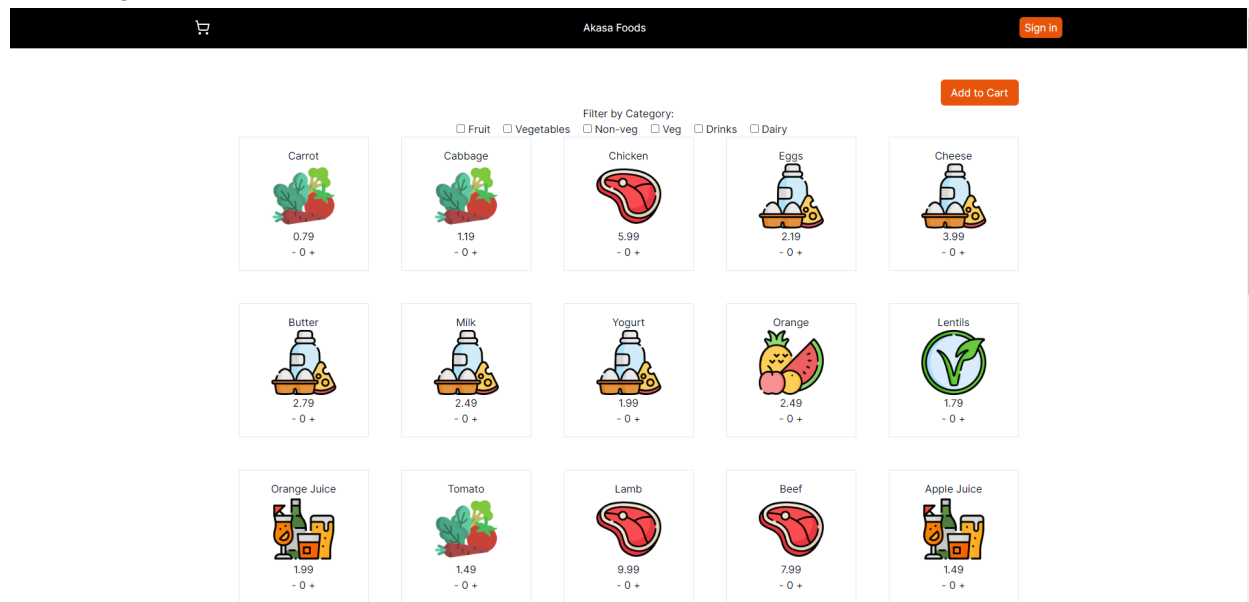 Akasa Foods Sign in
Add to Cart
Filter by Category:
Fruit Vegetables Non-veg Veg Drinks Dairy
Carrot Cabbage Chicken Eggs Cheese
0.79 1.19 5.99 2.19 3.99
- 0 + - 0 + - 0 + - 0 + - 0 +
Butter Milk Yogurt Orange Lentils
2.79 2.49 1.99 2.49 1.79
- 0 + - 0 + - 0 + - 0 + - 0 +
Orange Juice Tomato Lamb Beef Apple Juice
1.99 1.49 9.99 7.99 1.49
- 0 + - 0 + - 0 + - 0 + - 0 +